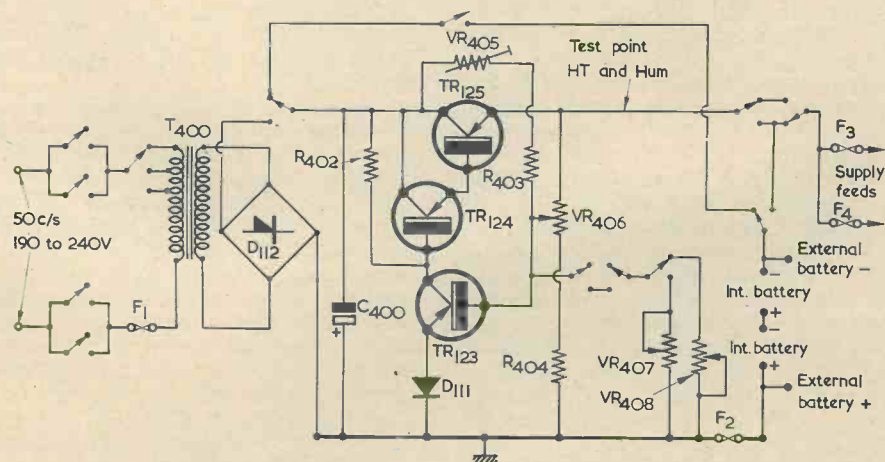 VR405
Test point
HT and Hum
TR125
T400
R402
R403
F3
Supply
feeds
F4
TR124
VR406
50c/s
190 to 240V
D112
External
battery -
-
Int. battery
+
-
Int. battery
+
External
battery +
F1
C400
+
TR123
R404
VR407
VR408
D111
F2